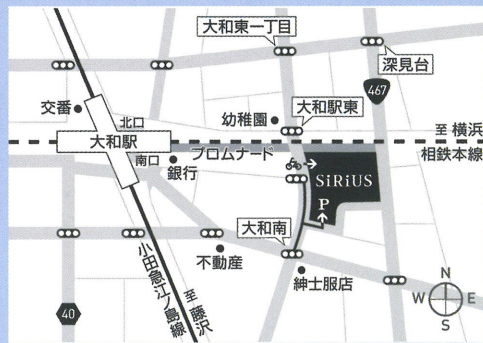 大和東一丁目
深見台
467
交番
北口
幼稚園
大和駅東
大和駅
至 横浜
相鉄本線
南口
銀行
プロムナード
SiRiUS
P
大和南
不動産
紳士服店
小田急江ノ島線
至 藤沢
40
N
W
E
S